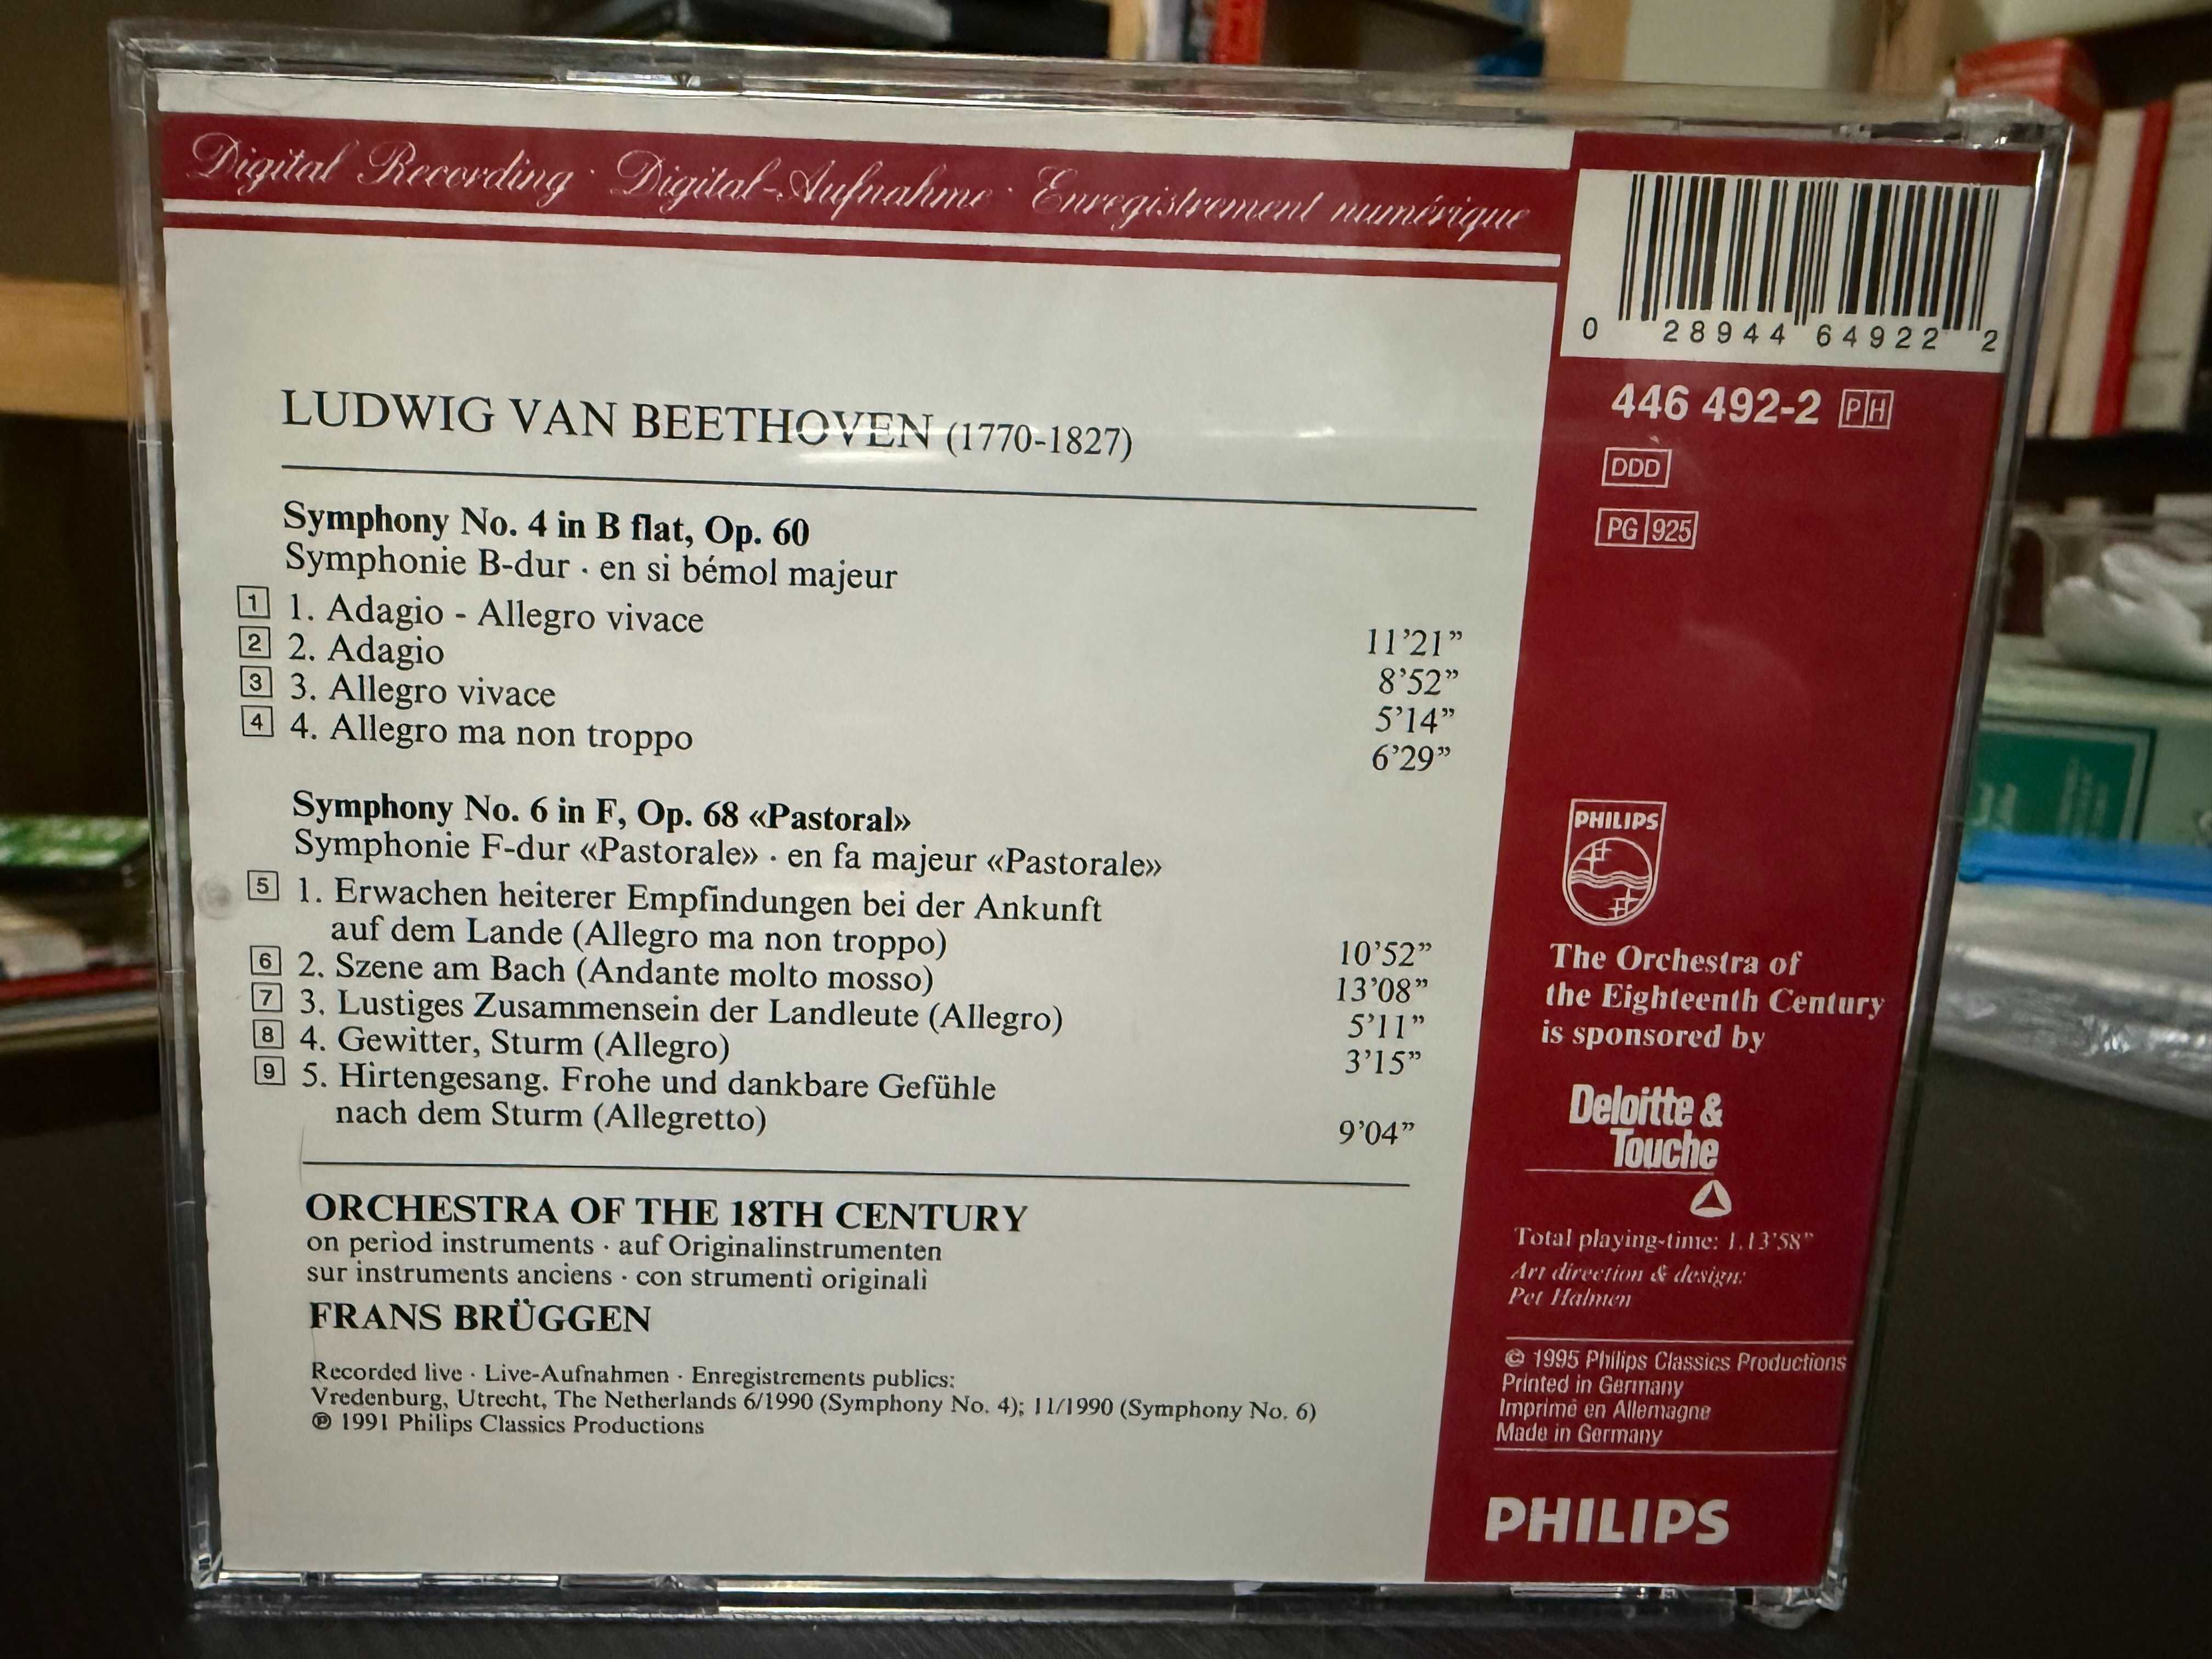 Digital Recording · Digital-Aufnahme · Enregistrement numérique
0 28944 64922 2
446 492-2 PH
DDD
PG 925
LUDWIG VAN BEETHOVEN (1770-1827)
Symphony No. 4 in B flat, Op. 60
Symphonie B-dur · en si bémol majeur
1 1. Adagio - Allegro vivace 11’21”
2 2. Adagio 8’52”
3 3. Allegro vivace 5’14”
4 4. Allegro ma non troppo 6’29”
Symphony No. 6 in F, Op. 68 «Pastoral»
Symphonie F-dur «Pastorale» · en fa majeur «Pastorale»
5 1. Erwachen heiterer Empfindungen bei der Ankunft
auf dem Lande (Allegro ma non troppo) 10’52”
6 2. Szene am Bach (Andante molto mosso) 13’08”
7 3. Lustiges Zusammensein der Landleute (Allegro) 5’11”
8 4. Gewitter, Sturm (Allegro) 3’15”
9 5. Hirtengesang. Frohe und dankbare Gefühle
nach dem Sturm (Allegretto) 9’04”
ORCHESTRA OF THE 18TH CENTURY
on period instruments · auf Originalinstrumenten
sur instruments anciens · con strumenti originali
FRANS BRÜGGEN
Recorded live · Live-Aufnahmen · Enregistrements publics:
Vredenburg, Utrecht, The Netherlands 6/1990 (Symphony No. 4); 11/1990 (Symphony No. 6)
℗ 1991 Philips Classics Productions
PHILIPS
The Orchestra of
the Eighteenth Century
is sponsored by
Deloitte &
Touche
Total playing-time: 1.13’58”
Art direction & design:
Pet Halmen
© 1995 Philips Classics Productions
Printed in Germany
Imprimé en Allemagne
Made in Germany
PHILIPS